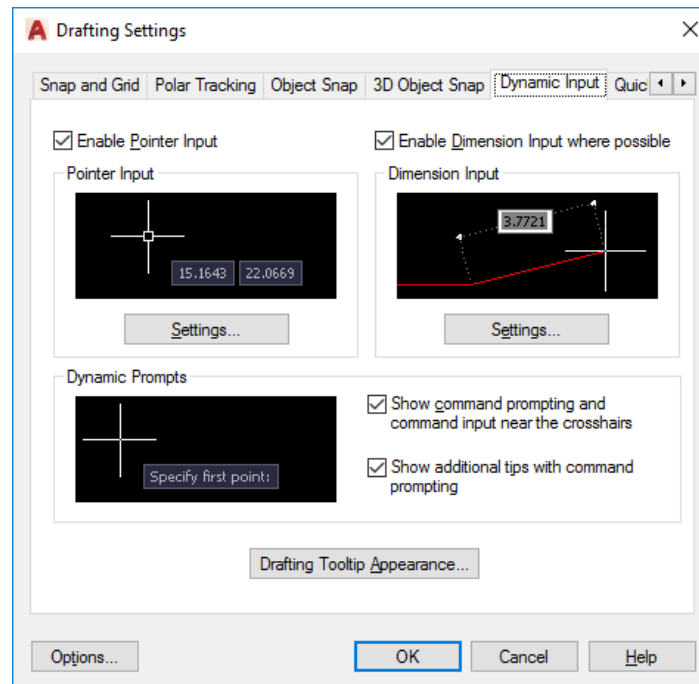 Drafting Settings
Snap and Grid Polar Tracking Object Snap 3D Object Snap Dynamic Input
Enable Pointer Input
Enable Dimension Input where possible
Pointer Input
Dimension Input
3.7721
15.1643 22.0669
Settings...
Settings...
Dynamic Prompts
Show command prompting and
command input near the crosshairs
Specify first point:
Show additional tips with command
prompting
Drafting Tooltip Appearance...
Options... OK Cancel Help